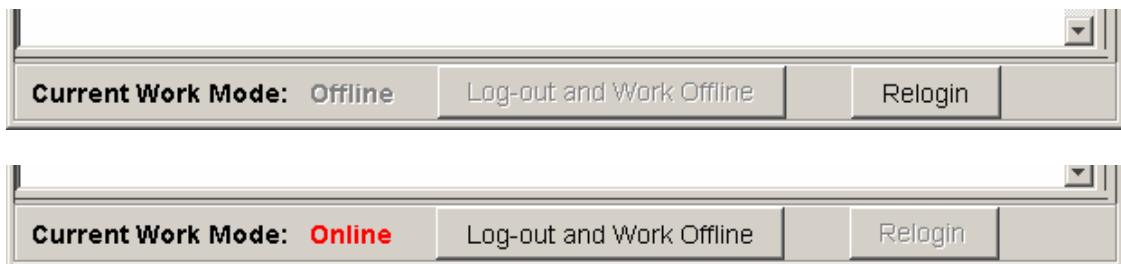 Current Work Mode: Offline Log-out and Work Offline Relogin
Current Work Mode: Online Log-out and Work Offline Relogin